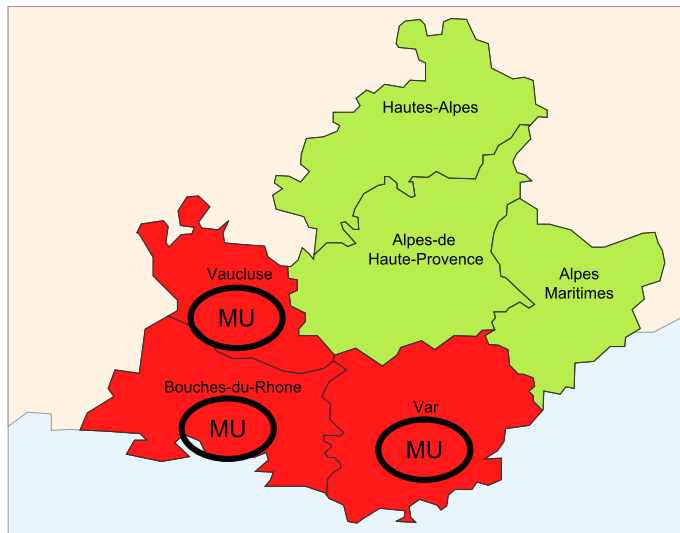 Hautes-Alpes
Alpes-de
Haute-Provence
Alpes
Maritimes
Vaucluse
MU
Bouches-du-Rhone
MU
Var
MU